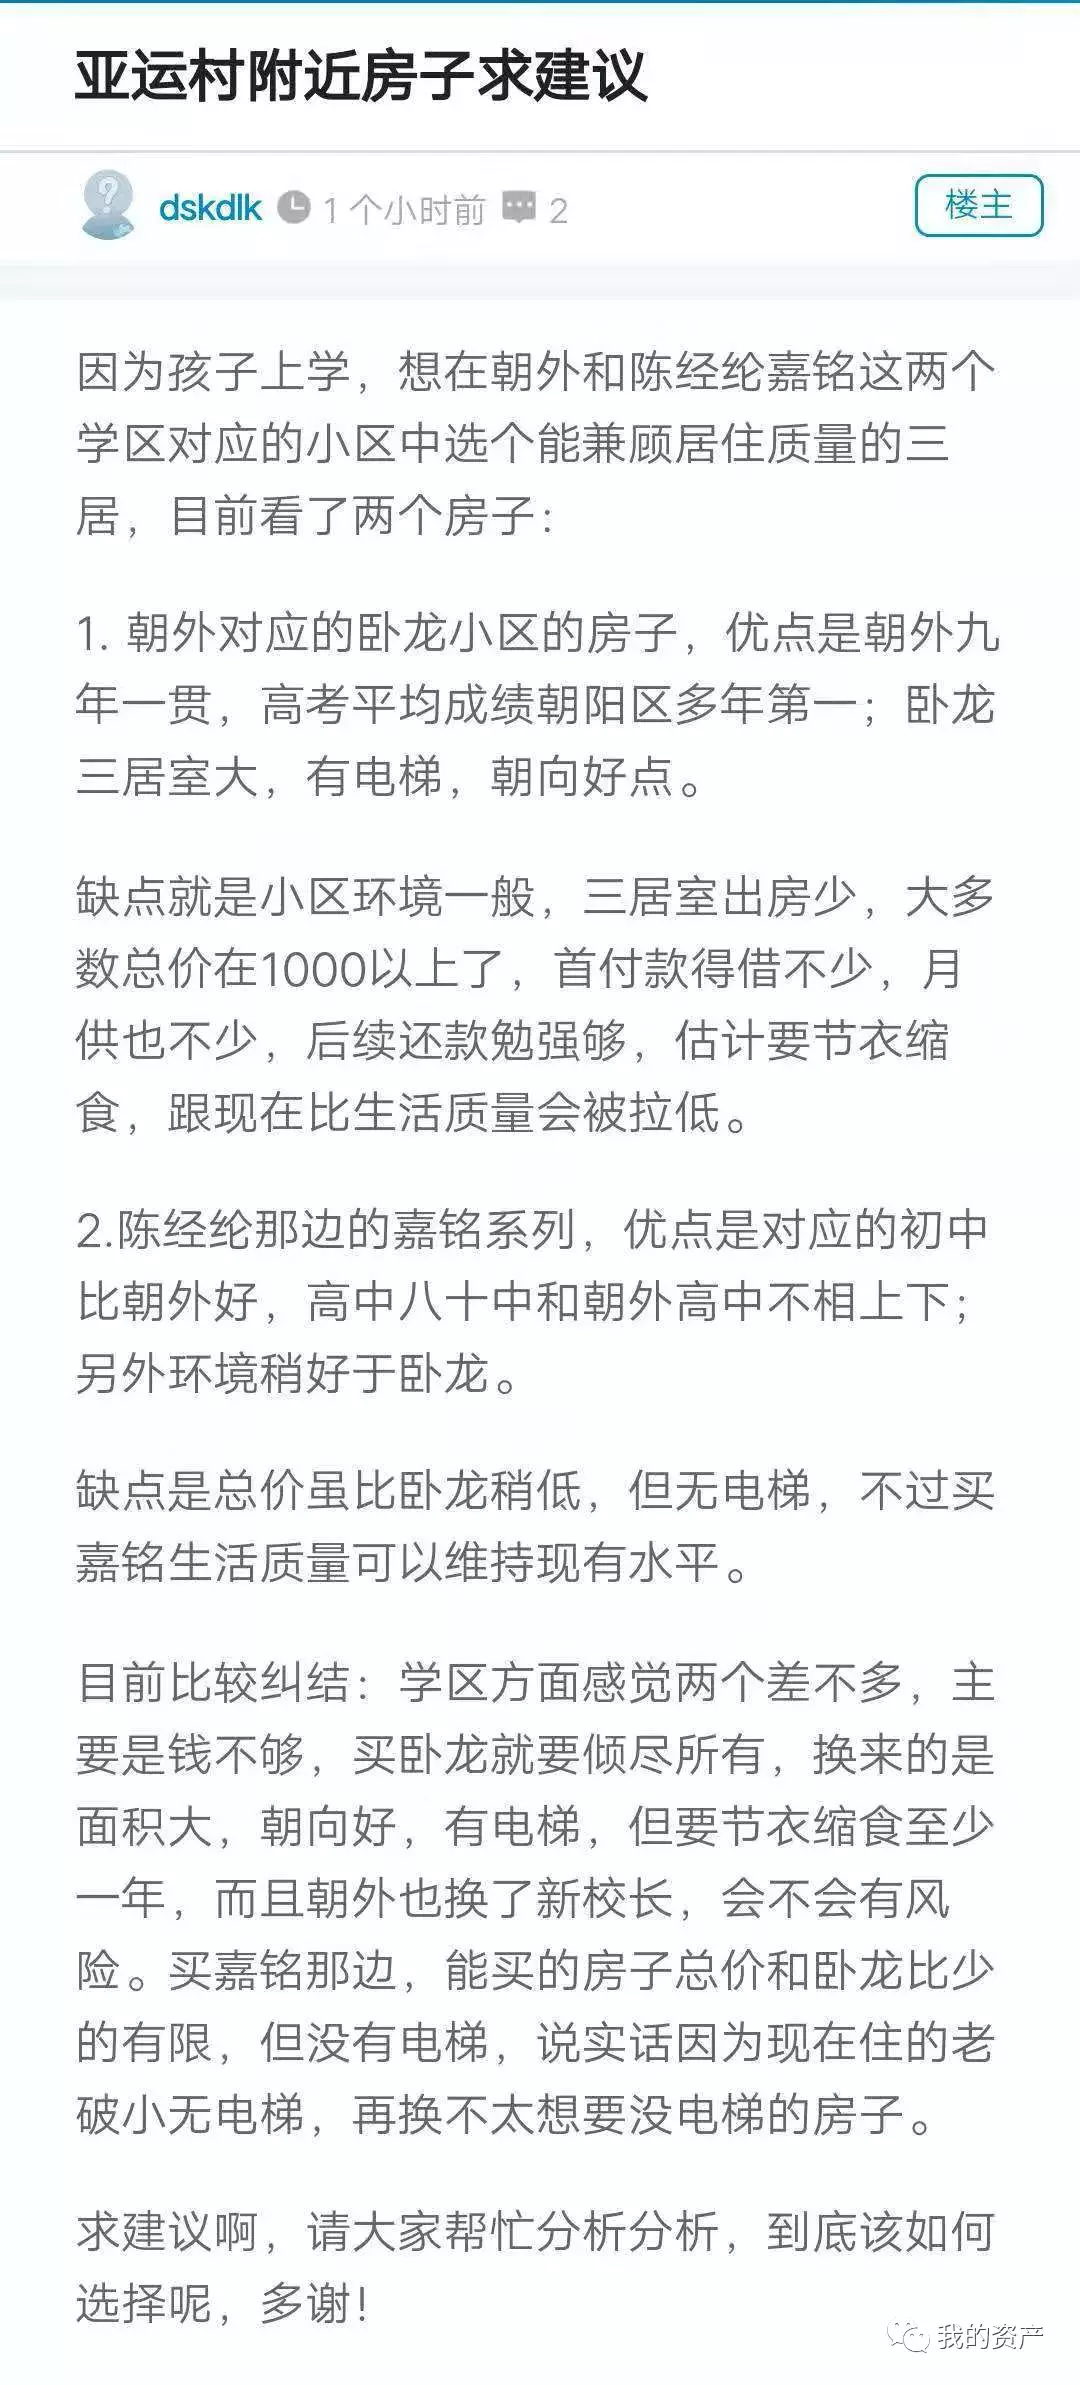 亚运村附近房子求建议
dskdlk 1个小时前 2 楼主
因为孩子上学，想在朝外和陈经纶嘉铭这两个
学区对应的小区中选个能兼顾居住质量的三
居，目前看了两个房子：
1. 朝外对应的卧龙小区的房子，优点是朝外九
年一贯，高考平均成绩朝阳区多年第一；卧龙
三居室大，有电梯，朝向好点。
缺点就是小区环境一般，三居室出房少，大多
数总价在1000以上了，首付款得借不少，月
供也不少，后续还款勉强够，估计要节衣缩
食，跟现在比生活质量会被拉低。
2.陈经纶那边的嘉铭系列，优点是对应的初中
比朝外好，高中八十中和朝外高中不相上下；
另外环境稍好于卧龙。
缺点是总价虽比卧龙稍低，但无电梯，不过买
嘉铭生活质量可以维持现有水平。
目前比较纠结：学区方面感觉两个差不多，主
要是钱不够，买卧龙就要倾尽所有，换来的是
面积大，朝向好，有电梯，但要节衣缩食至少
一年，而且朝外也换了新校长，会不会有风
险。买嘉铭那边，能买的房子总价和卧龙比少
的有限，但没有电梯，说实话因为现在住的老
破小无电梯，再换不太想要没电梯的房子。
求建议啊，请大家帮忙分析分析，到底该如何
选择呢，多谢！
我的资产